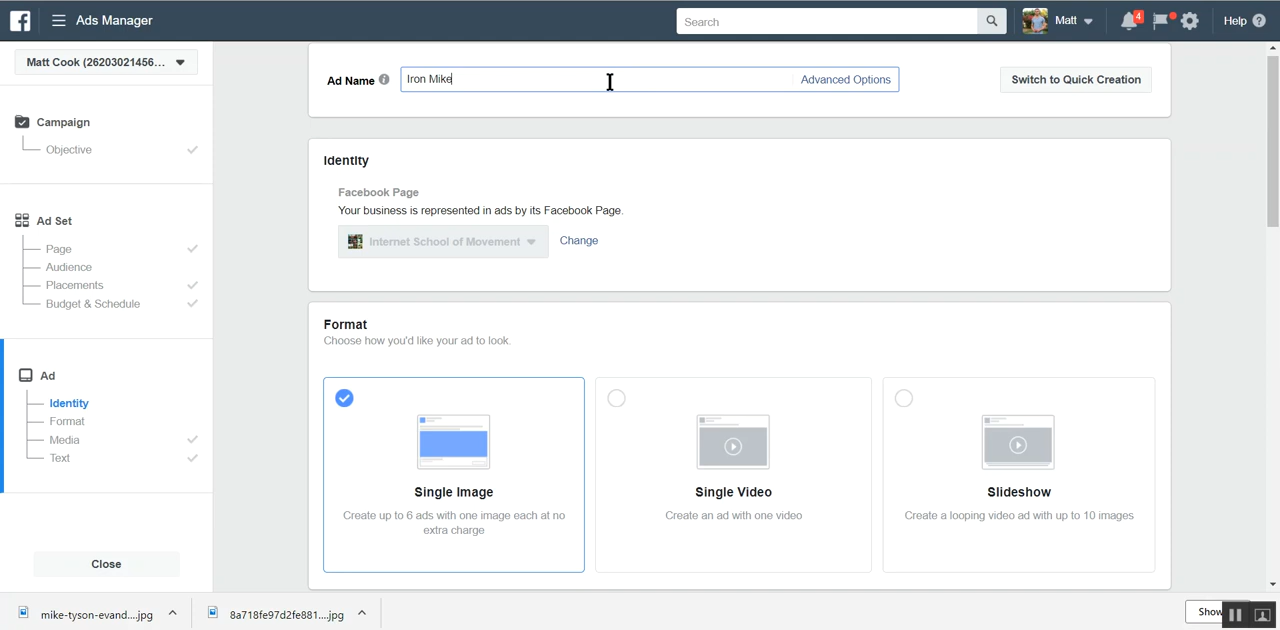 Ads Manager
Search
Matt
4
Help
Matt Cook (26203021456...
Ad Name
Iron Mike
Advanced Options
Switch to Quick Creation
Campaign
Objective
Identity
Facebook Page
Your business is represented in ads by its Facebook Page.
Internet School of Movement
Change
Ad Set
Page
Audience
Placements
Budget & Schedule
Format
Choose how you'd like your ad to look.
Ad
Identity
Format
Media
Text
Single Image
Create up to 6 ads with one image each at no
extra charge
Single Video
Create an ad with one video
Slideshow
Create a looping video ad with up to 10 images
Close
mike-tyson-evand....jpg
8a718fe97d2fe881....jpg
Show